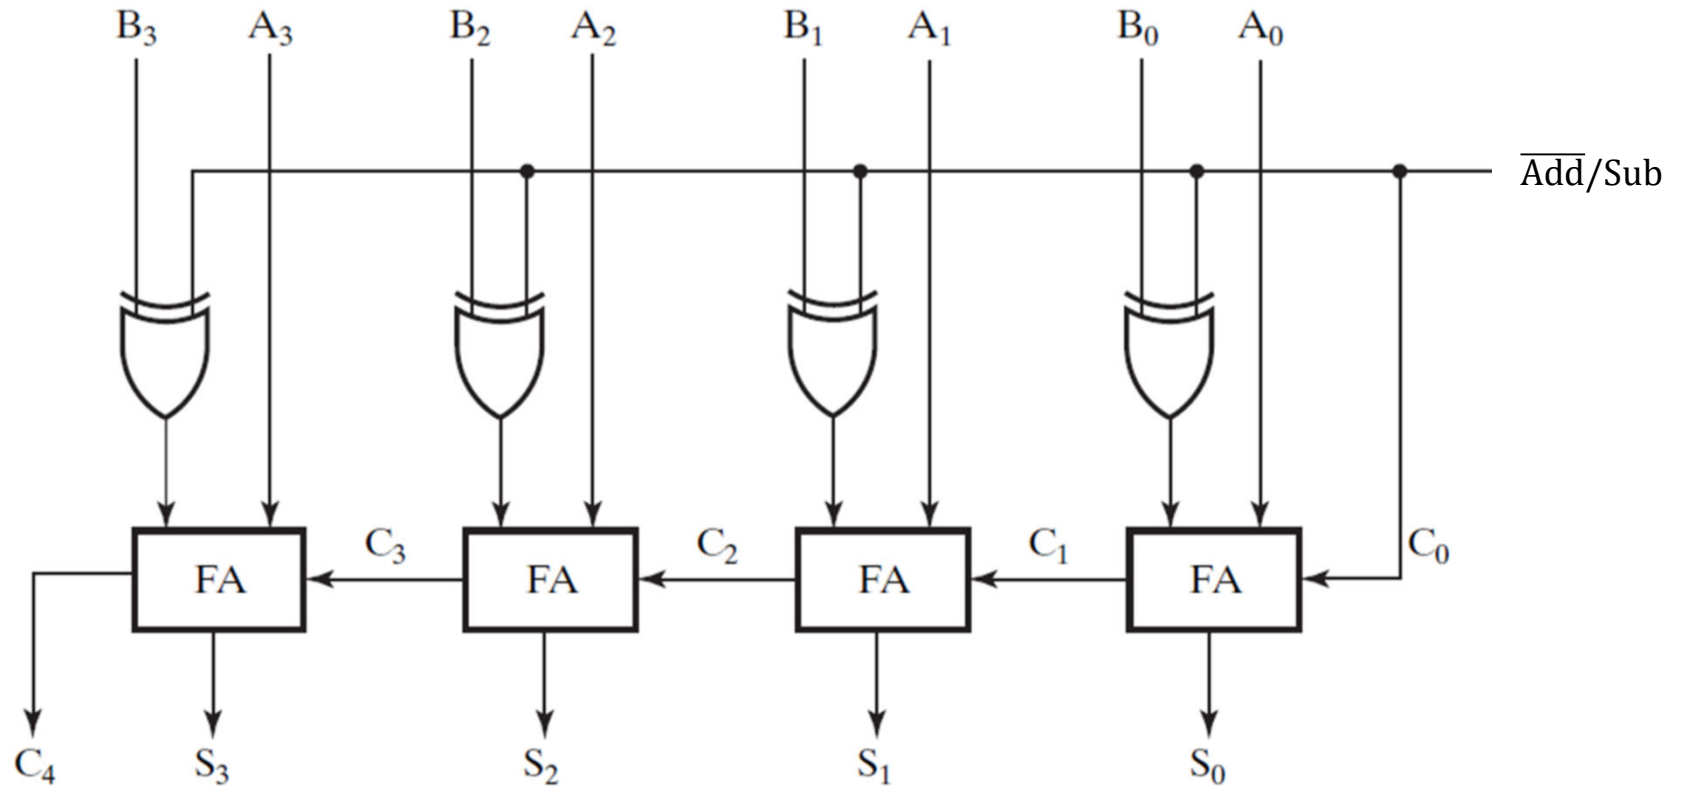 B₃ A₃ B₂ A₂ B₁ A₁ B₀ A₀
A̅d̅d̅/Sub
C₃ C₂ C₁ C₀
FA FA FA FA
C₄ S₃ S₂ S₁ S₀